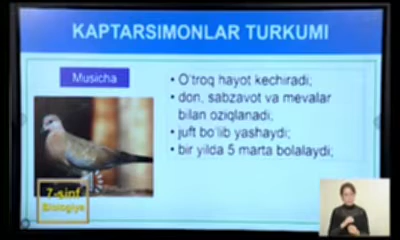 KAPTARSIMONLAR TURKUMI
Musicha
• O'troq hayot kechiradi;
• don, sabzavot va mevalar
bilan oziqlanadi;
• juft bo'lib yashaydi;
• bir yilda 5 marta bolalaydi;
7-sinf
Biologiya